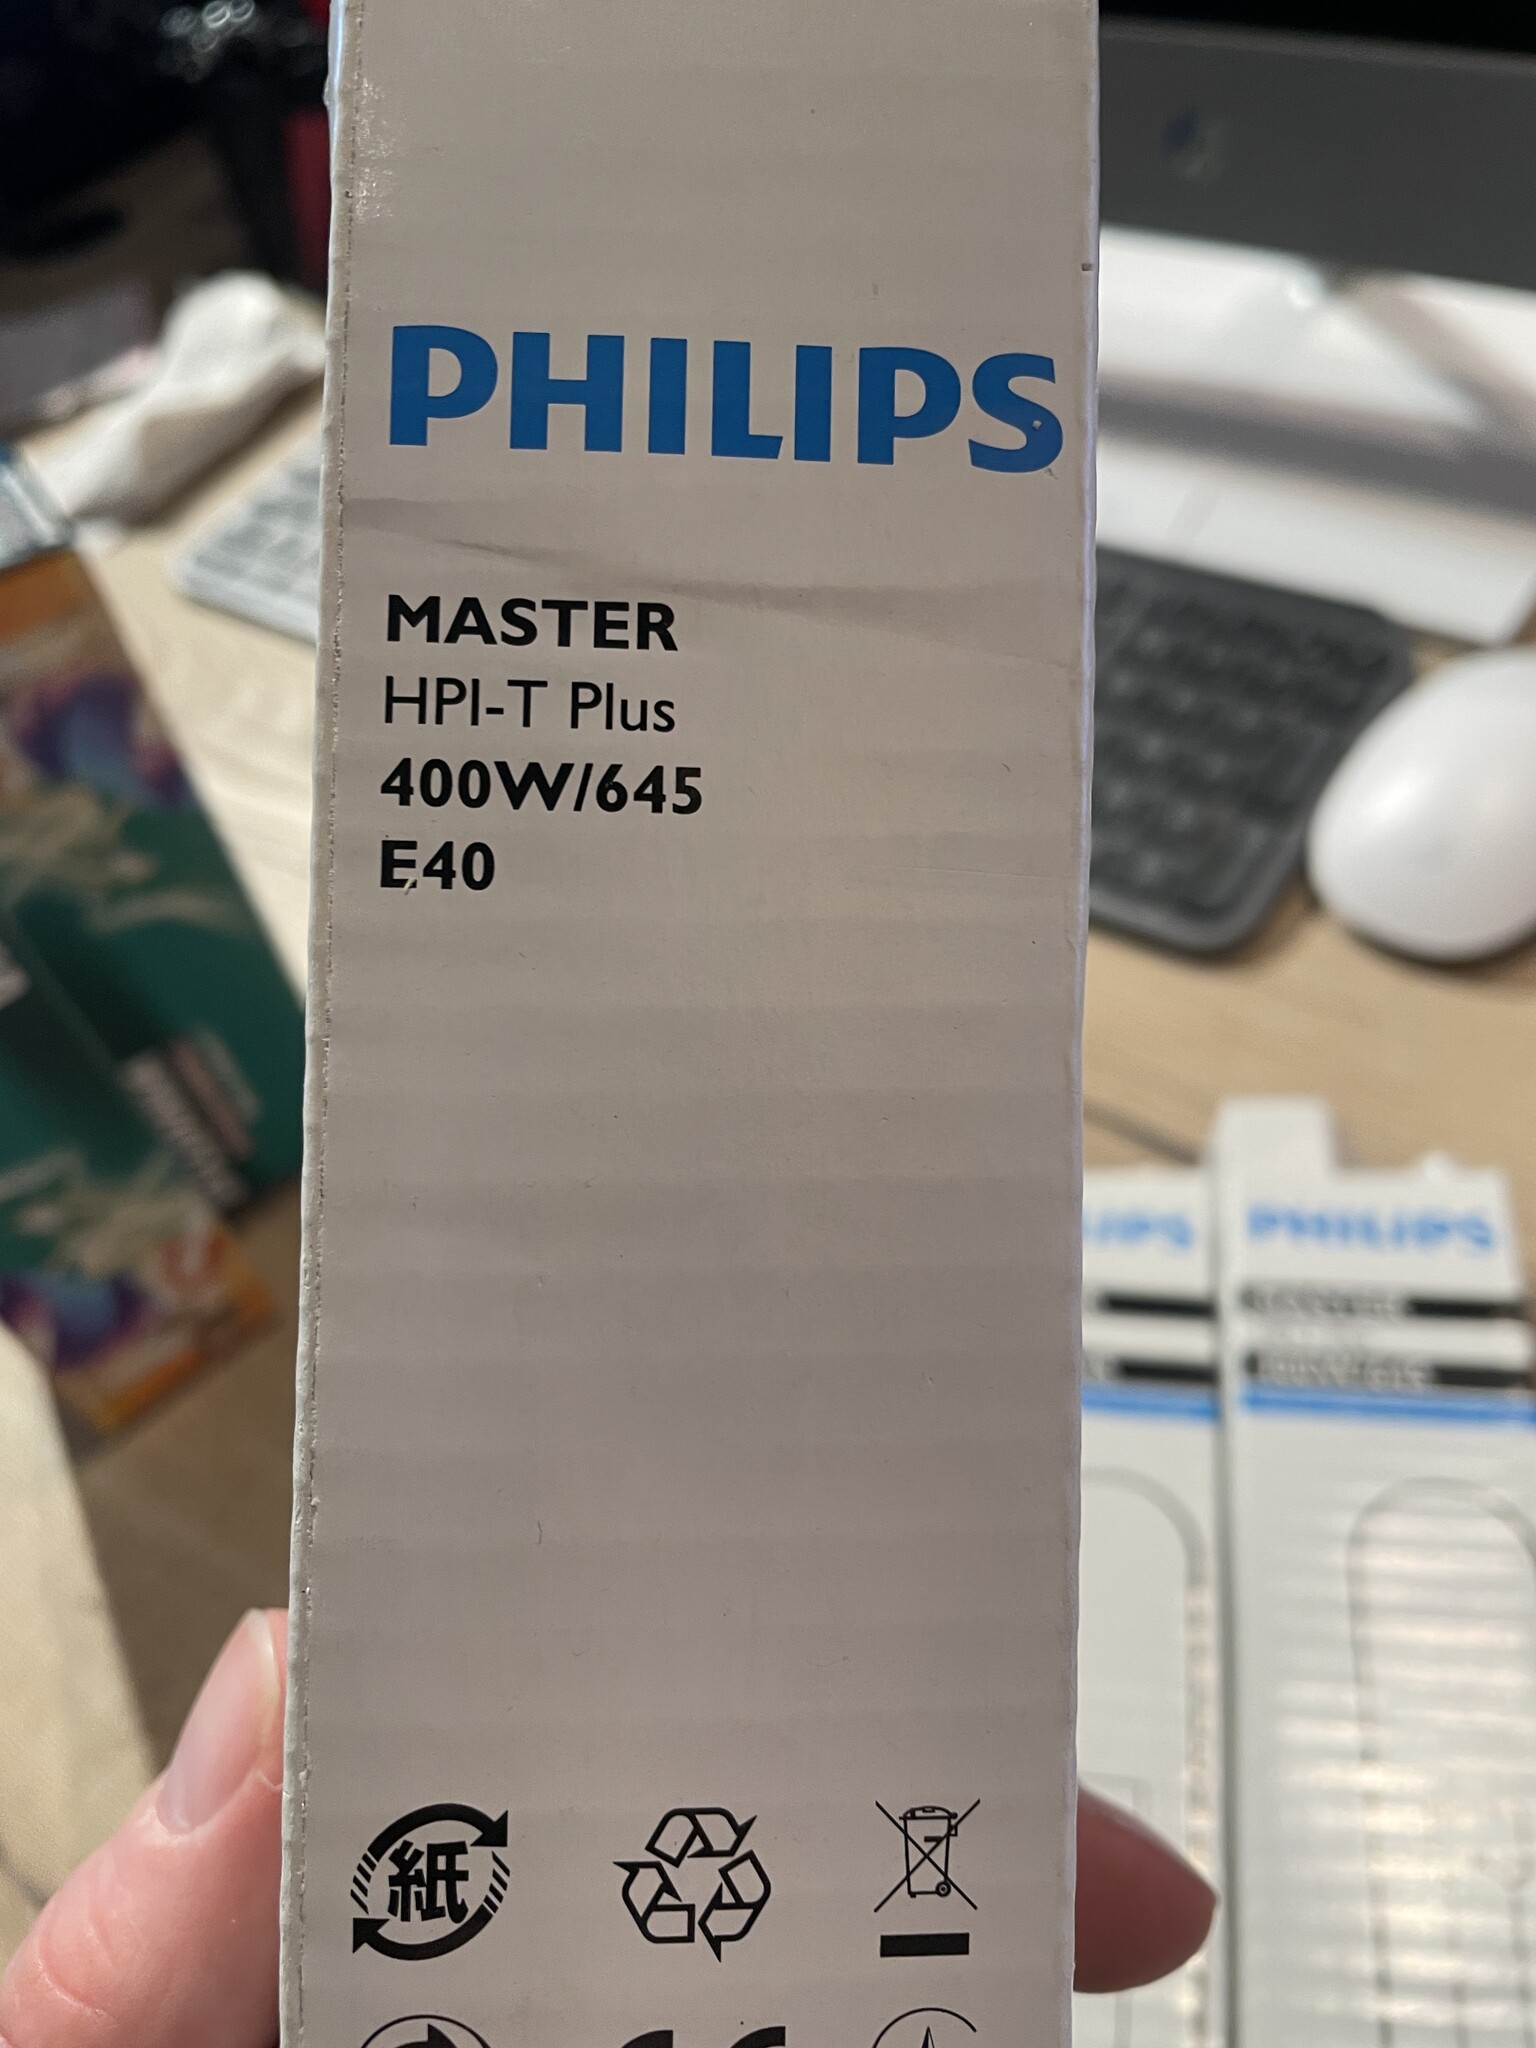 PHILIPS
MASTER
HPI-T Plus
400W/645
E40
紙
PHILIPS